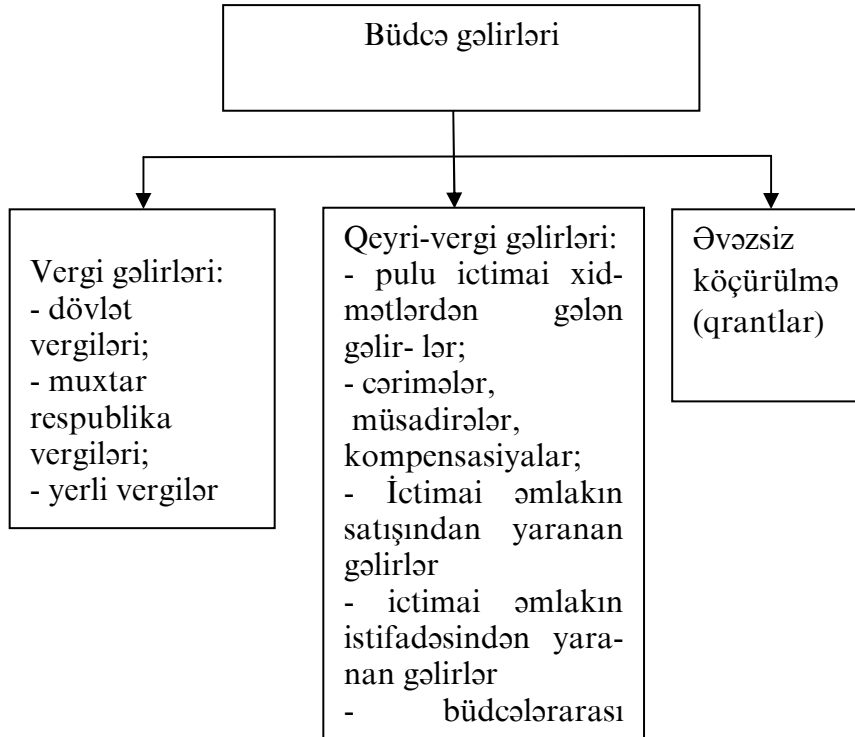 Büdcə gəlirləri
Vergi gəlirləri:
- dövlət
vergiləri;
- muxtar
respublika
vergiləri;
- yerli vergilər
Qeyri-vergi gəlirləri:
- pulu ictimai xid-
mətlərdən gələn
gəlir- lər;
- cərimələr,
müsadirələr,
kompensasiyalar;
- İctimai əmlakın
satışından yaranan
gəlirlər
- ictimai əmlakın
istifadəsindən yara-
nan gəlirlər
- büdcələrarası
Əvəzsiz
köçürülmə
(qrantlar)